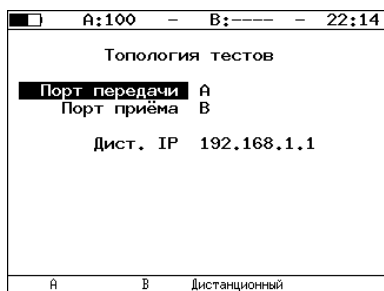 A:100 – B:---- – 22:14
Топология тестов
Порт передачи A
Порт приёма B
Дист. IP 192.168.1.1
A B Дистанционный